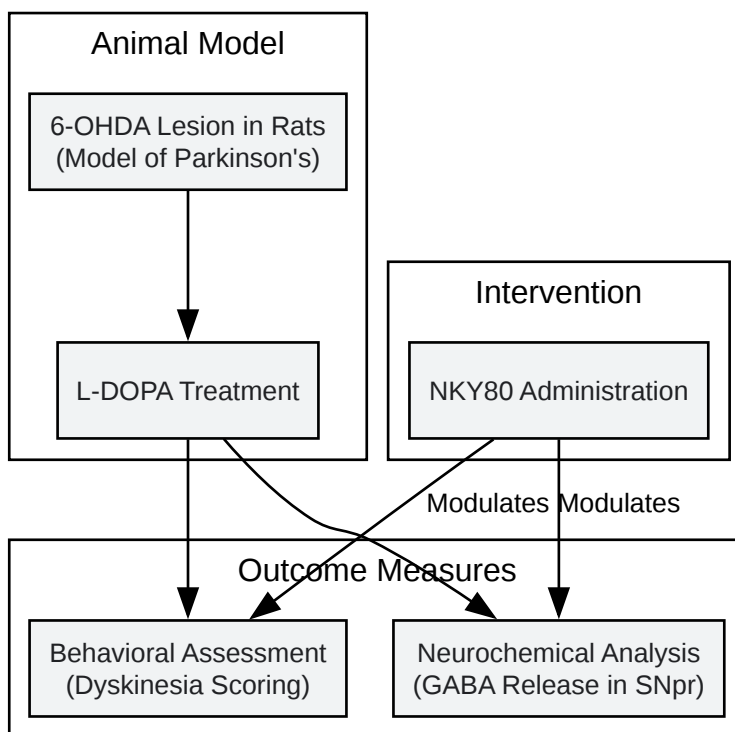 Animal Model
6-OHDA Lesion in Rats
(Model of Parkinson's)
Intervention
L-DOPA Treatment
NKY80 Administration
Modulates
Modulates
Outcome Measures
Behavioral Assessment
(Dyskinesia Scoring)
Neurochemical Analysis
(GABA Release in SNpr)